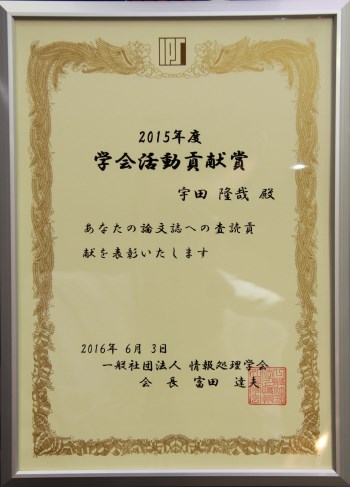 IPSJ
2015年度
学会活動貢献賞
宇田 隆哉 殿
あなたの論文誌への査読貢
献を表彰いたします
2016年 6月 3日
一般社団法人 情報処理学会
会 長 富田 達夫